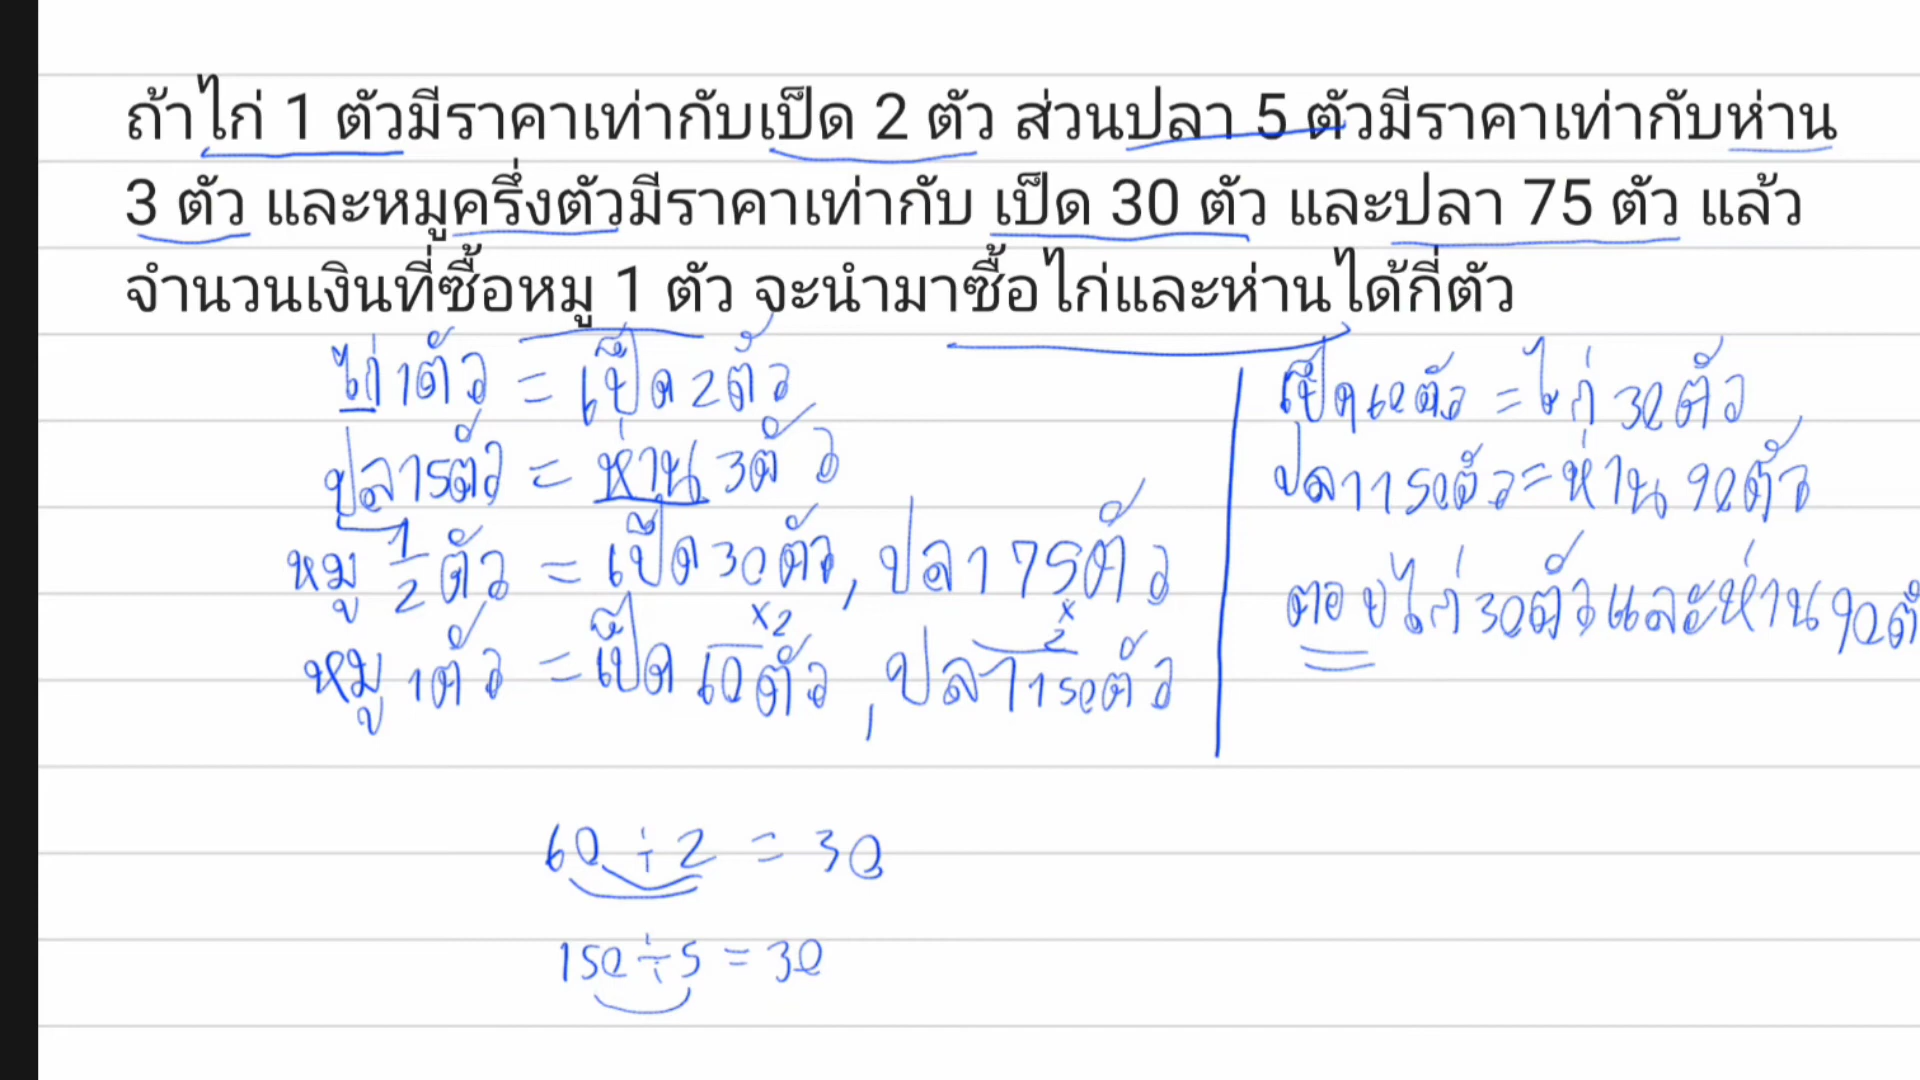 ถ้าไก่ 1 ตัวมีราคาเท่ากับเป็ด 2 ตัว ส่วนปลา 5 ตัวมีราคาเท่ากับห่าน
3 ตัว และหมูครึ่งตัวมีราคาเท่ากับ เป็ด 30 ตัว และปลา 75 ตัว แล้ว
จำนวนเงินที่ซื้อหมู 1 ตัว จะนำมาซื้อไก่และห่านได้กี่ตัว
ไก่ 1 ตัว = เป็ด 2 ตัว
ปลา 5 ตัว = ห่าน 3 ตัว
หมู 1/2 ตัว = เป็ด 30 ตัว, ปลา 75 ตัว
x2 x2
หมู 1 ตัว = เป็ด 60 ตัว, ปลา 150 ตัว
เป็ด 60 ตัว = ไก่ 30 ตัว
ปลา 150 ตัว = ห่าน 90 ตัว
ตอบ ไก่ 30 ตัว และห่าน 90 ตั
60 ÷ 2 = 30
150 ÷ 5 = 30